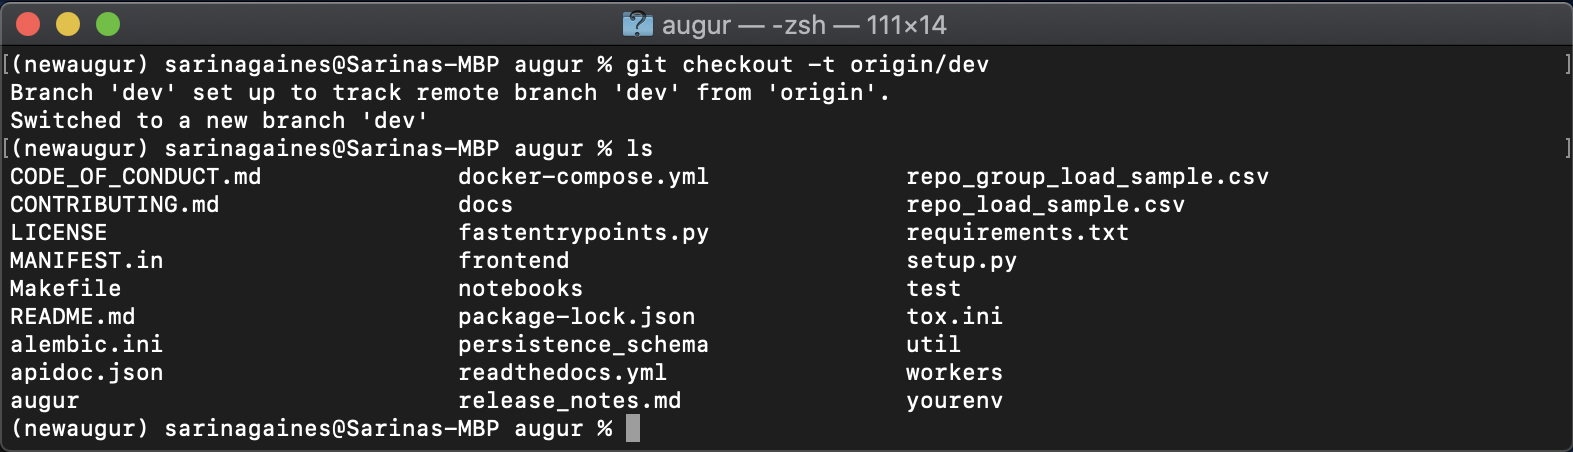 augur — -zsh — 111×14
[(newaugur) sarinagaines@Sarinas-MBP augur % git checkout -t origin/dev ]
Branch 'dev' set up to track remote branch 'dev' from 'origin'.
Switched to a new branch 'dev'
[(newaugur) sarinagaines@Sarinas-MBP augur % ls ]
CODE_OF_CONDUCT.md docker-compose.yml repo_group_load_sample.csv
CONTRIBUTING.md docs repo_load_sample.csv
LICENSE fastentrypoints.py requirements.txt
MANIFEST.in frontend setup.py
Makefile notebooks test
README.md package-lock.json tox.ini
alembic.ini persistence_schema util
apidoc.json readthedocs.yml workers
augur release_notes.md yourenv
(newaugur) sarinagaines@Sarinas-MBP augur %